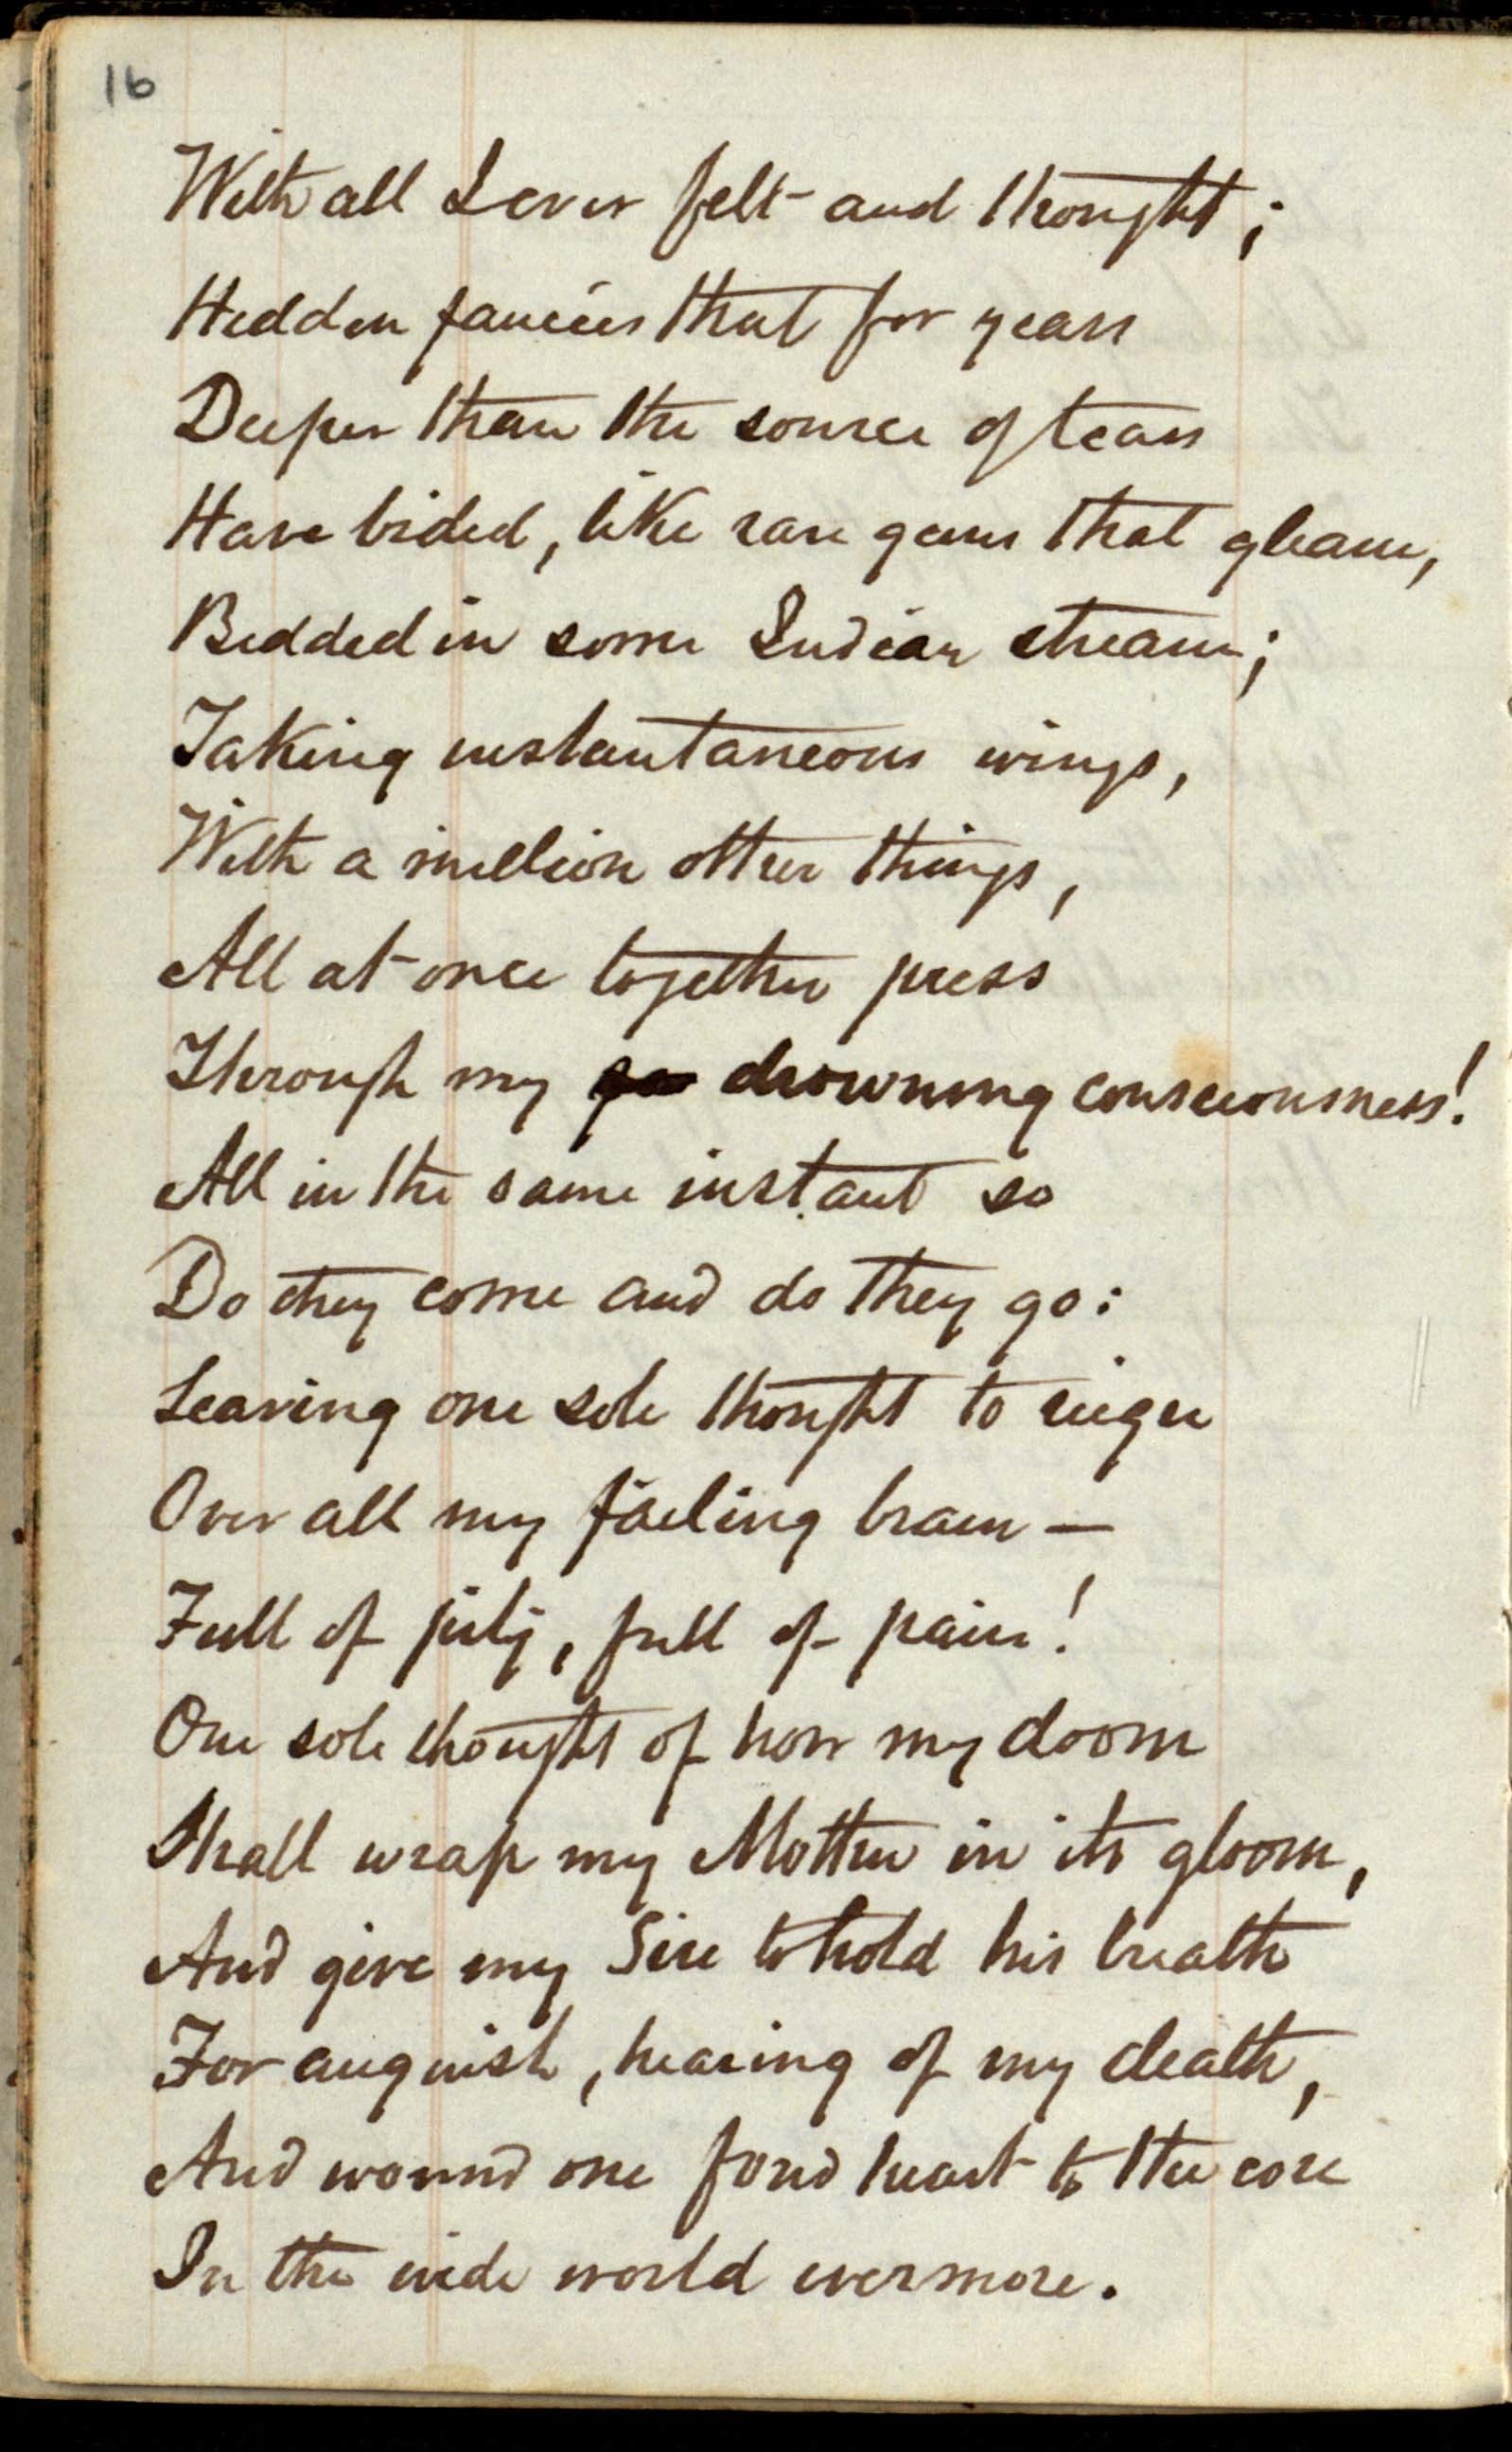 16
With all I ever felt and thought;
Hidden fancies that for years
Deeper than the source of tears
Have bided, like rare gems that gleam,
Bedded in some Indian stream;
Taking instantaneous wings,
With a million other things,
All at once together press
Through my drowning consciousness!
All in the same instant so
Do they come and do they go:
Leaving one sole thought to reign
Over all my failing brain —
Full of pity, full of pain!
One sole thought of how my doom
Shall wrap my Mother in its gloom,
And give my Sire to hold his breath
For anguish, hearing of my death,
And wound one fond heart to the core
In the wide world evermore.